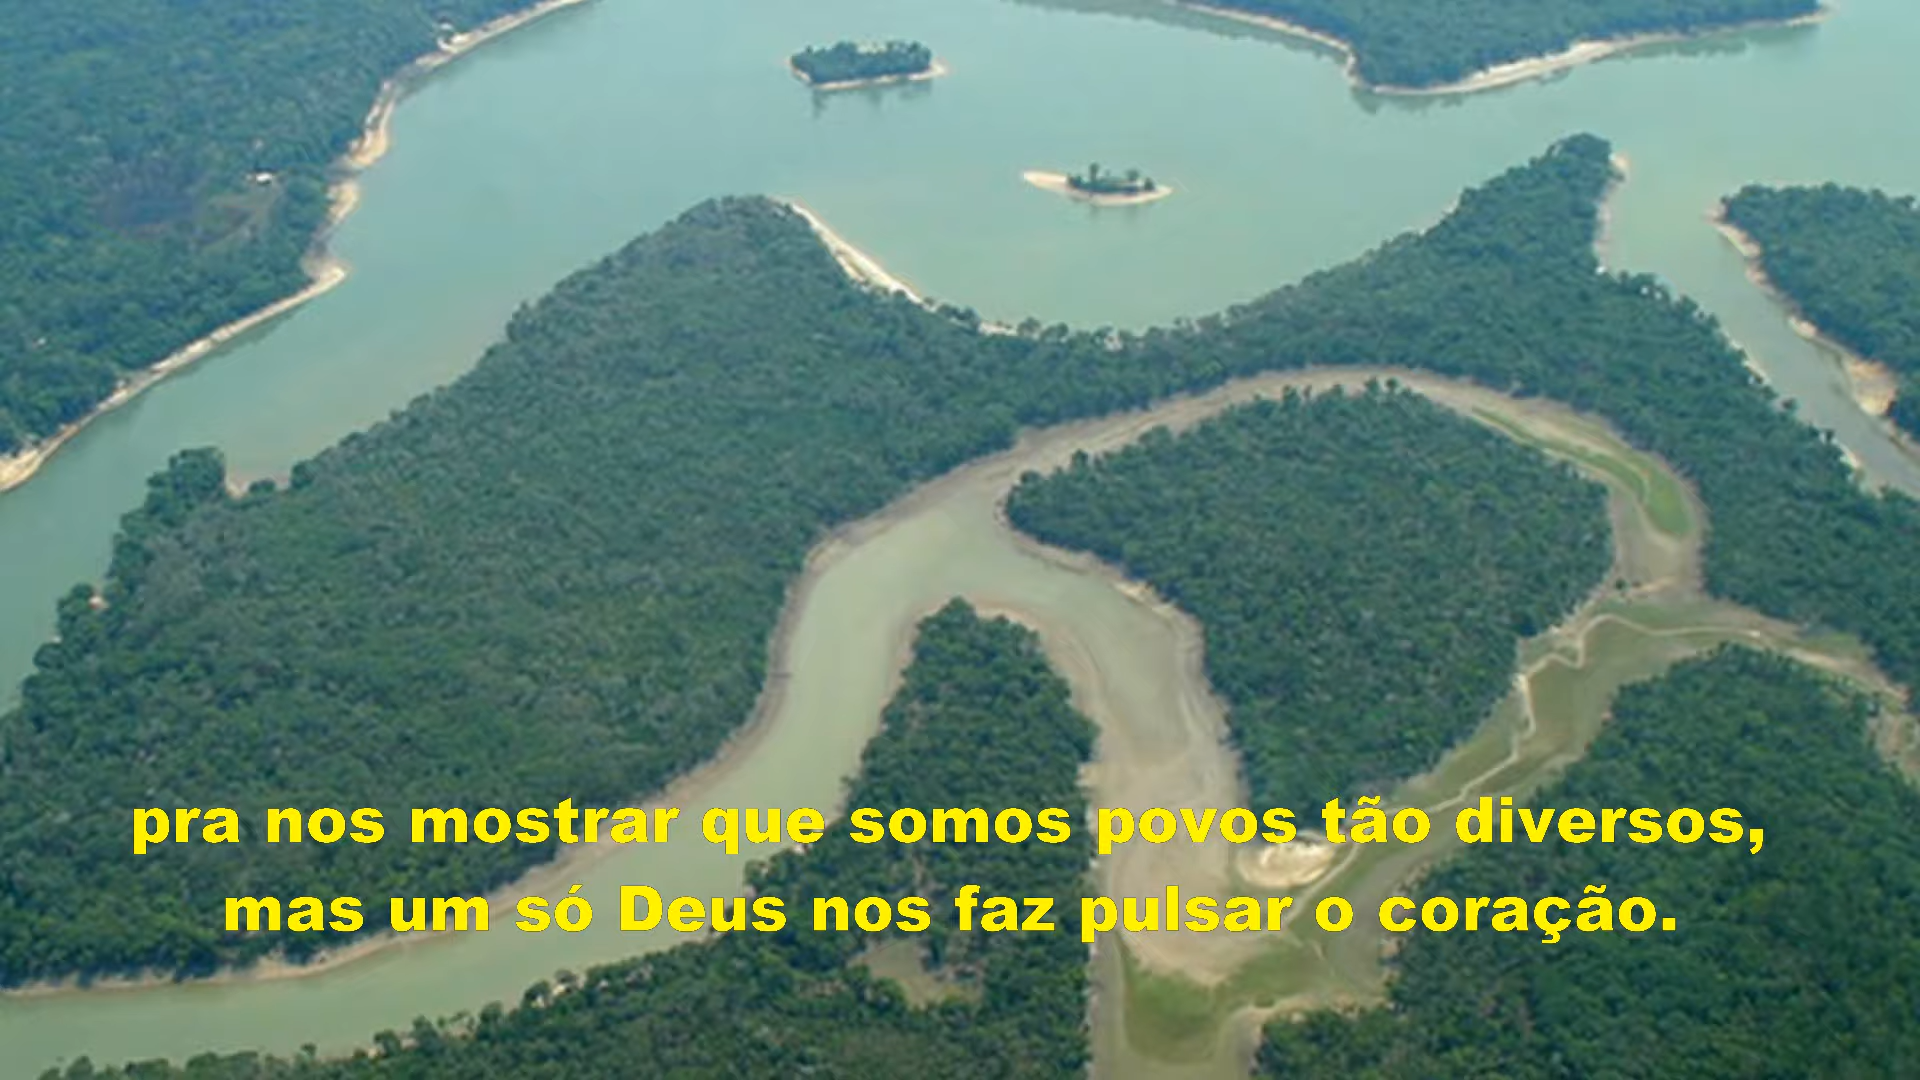 pra nos mostrar que somos povos tão diversos,
mas um só Deus nos faz pulsar o coração.